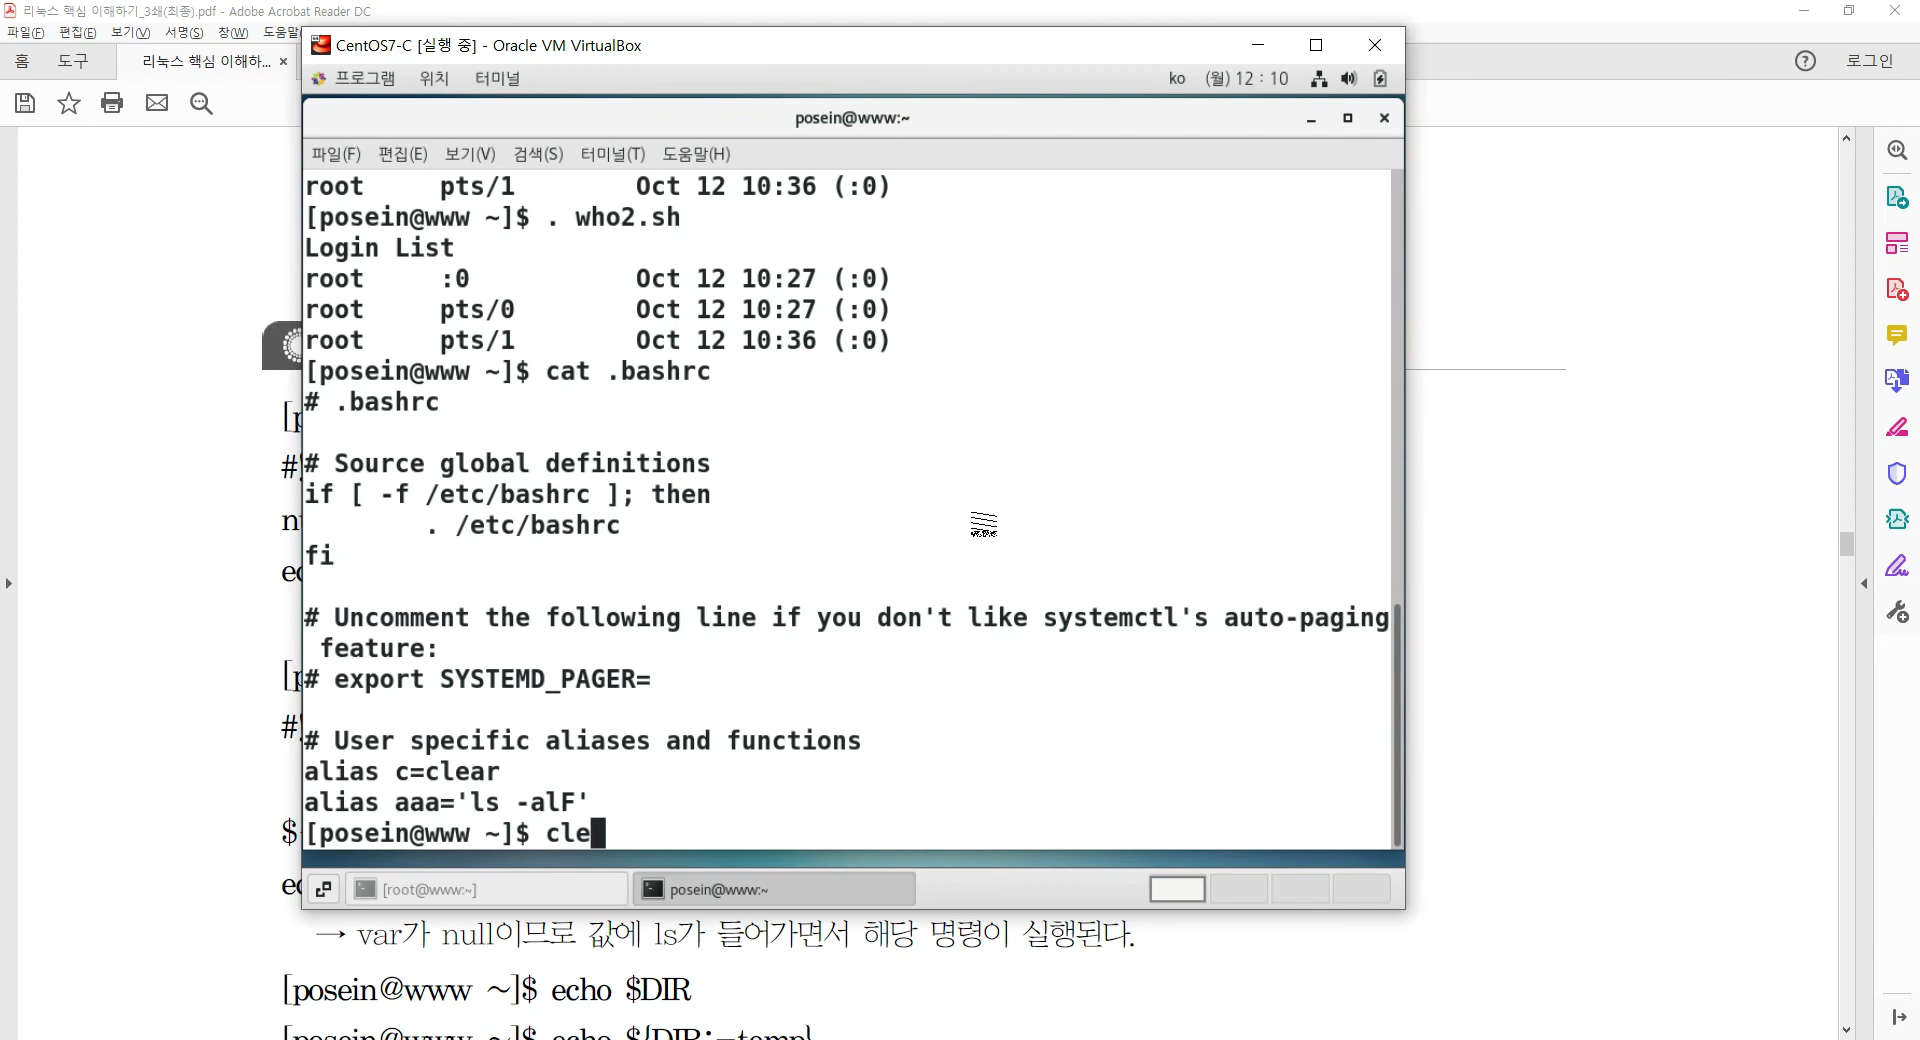 리눅스 핵심 이해하기_3쇄(최종).pdf - Adobe Acrobat Reader DC
파일(F) 편집(E) 보기(V) 서명(S) 창(W) 도움말
홈 도구 리눅스 핵심 이해하... × 로그인
CentOS7-C [실행 중] - Oracle VM VirtualBox
프로그램 위치 터미널 ko (월) 12 : 10
posein@www:~
파일(F) 편집(E) 보기(V) 검색(S) 터미널(T) 도움말(H)
root pts/1 Oct 12 10:36 (:0)
[posein@www ~]$ . who2.sh
Login List
root :0 Oct 12 10:27 (:0)
root pts/0 Oct 12 10:27 (:0)
root pts/1 Oct 12 10:36 (:0)
[posein@www ~]$ cat .bashrc
# .bashrc
# Source global definitions
if [ -f /etc/bashrc ]; then
. /etc/bashrc
fi
# Uncomment the following line if you don't like systemctl's auto-paging
feature:
# export SYSTEMD_PAGER=
# User specific aliases and functions
alias c=clear
alias aaa='ls -alF'
[posein@www ~]$ cle
[root@www:~] posein@www:~
→ var가 null이므로 값에 ls가 들어가면서 해당 명령이 실행된다.
[posein@www ~]$ echo $DIR
[posein@www ~]$ echo ${DIR:=temp}